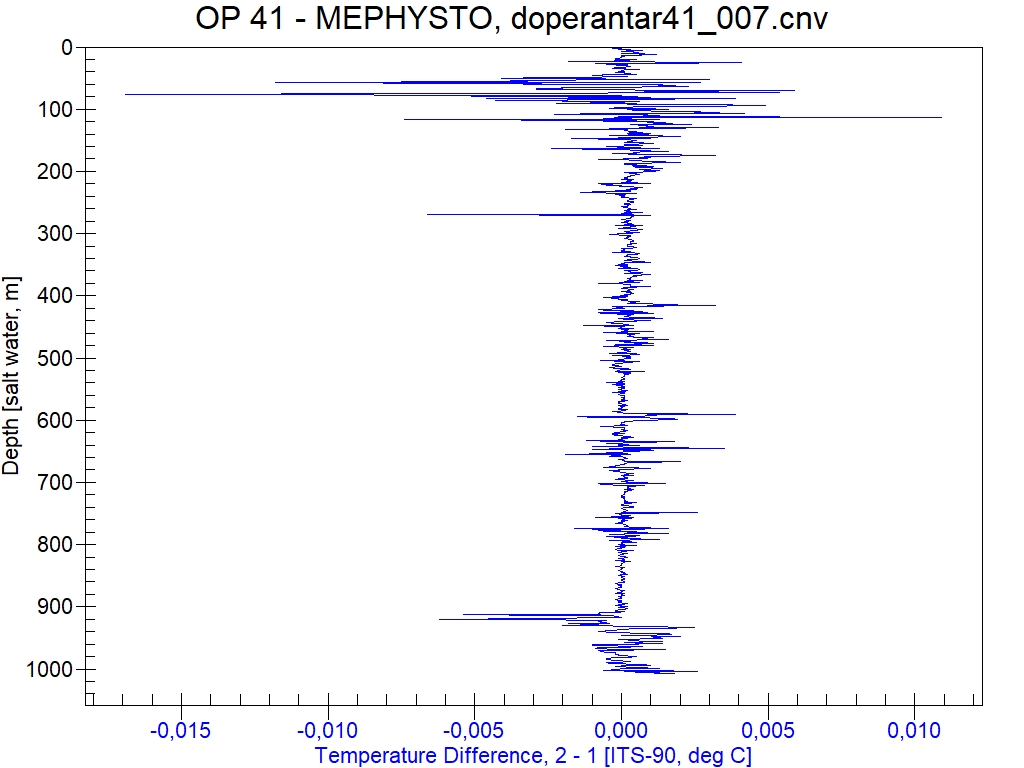 OP 41 - MEPHYSTO, doperantar41_007.cnv
0
100
200
300
400
500
600
700
800
900
1000
Depth [salt water, m]
-0,015 -0,010 -0,005 0,000 0,005 0,010
Temperature Difference, 2 - 1 [ITS-90, deg C]